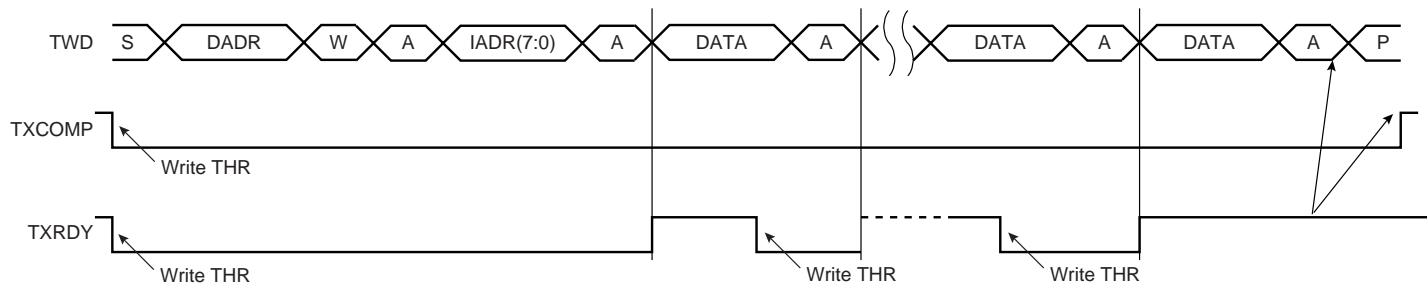 TWD S DADR W A IADR(7:0) A DATA A DATA A DATA A P
TXCOMP
Write THR
TXRDY
Write THR Write THR Write THR